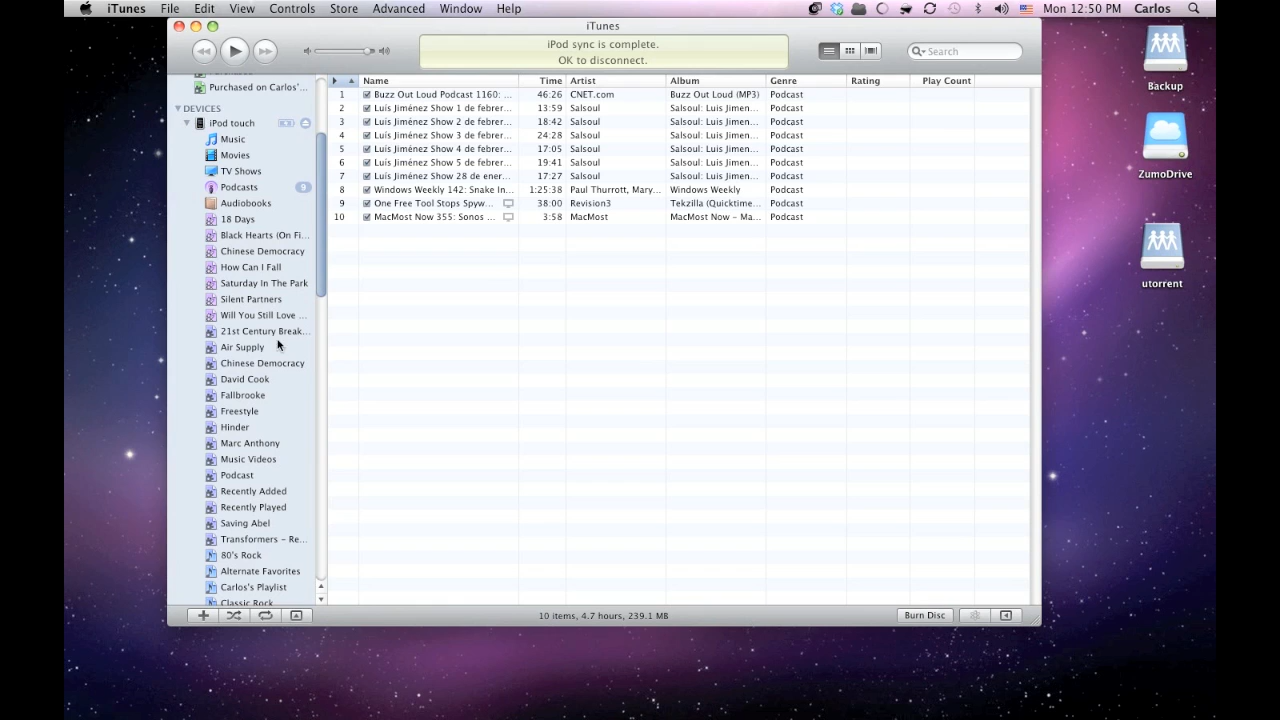 iTunes File Edit View Controls Store Advanced Window Help Mon 12:50 PM Carlos
iTunes
iPod sync is complete.
OK to disconnect.
Search
Purchased on Carlos'...
DEVICES
iPod touch
Music
Movies
TV Shows
Podcasts 9
Audiobooks
18 Days
Black Hearts (On Fi...
Chinese Democracy
How Can I Fall
Saturday In The Park
Silent Partners
Will You Still Love ...
21st Century Break...
Air Supply
Chinese Democracy
David Cook
Fallbrooke
Freestyle
Hinder
Marc Anthony
Music Videos
Podcast
Recently Added
Recently Played
Saving Abel
Transformers - Re...
80's Rock
Alternate Favorites
Carlos's Playlist
Classic Rock
Name Time Artist Album Genre Rating Play Count
1 Buzz Out Loud Podcast 1160: ... 46:26 CNET.com Buzz Out Loud (MP3) Podcast
2 Luis Jiménez Show 1 de febrer... 13:59 Salsoul Salsoul: Luis Jimen... Podcast
3 Luis Jiménez Show 2 de febrer... 18:42 Salsoul Salsoul: Luis Jimen... Podcast
4 Luis Jiménez Show 3 de febrer... 24:28 Salsoul Salsoul: Luis Jimen... Podcast
5 Luis Jiménez Show 4 de febrer... 17:05 Salsoul Salsoul: Luis Jimen... Podcast
6 Luis Jiménez Show 5 de febrer... 19:41 Salsoul Salsoul: Luis Jimen... Podcast
7 Luis Jiménez Show 28 de ener... 17:27 Salsoul Salsoul: Luis Jimen... Podcast
8 Windows Weekly 142: Snake In... 1:25:38 Paul Thurrott, Mary... Windows Weekly Podcast
9 One Free Tool Stops Spyw... 38:00 Revision3 Tekzilla (Quicktime... Podcast
10 MacMost Now 355: Sonos ... 3:58 MacMost MacMost Now - Ma... Podcast
10 items, 4.7 hours, 239.1 MB
Burn Disc
Backup
ZumoDrive
utorrent